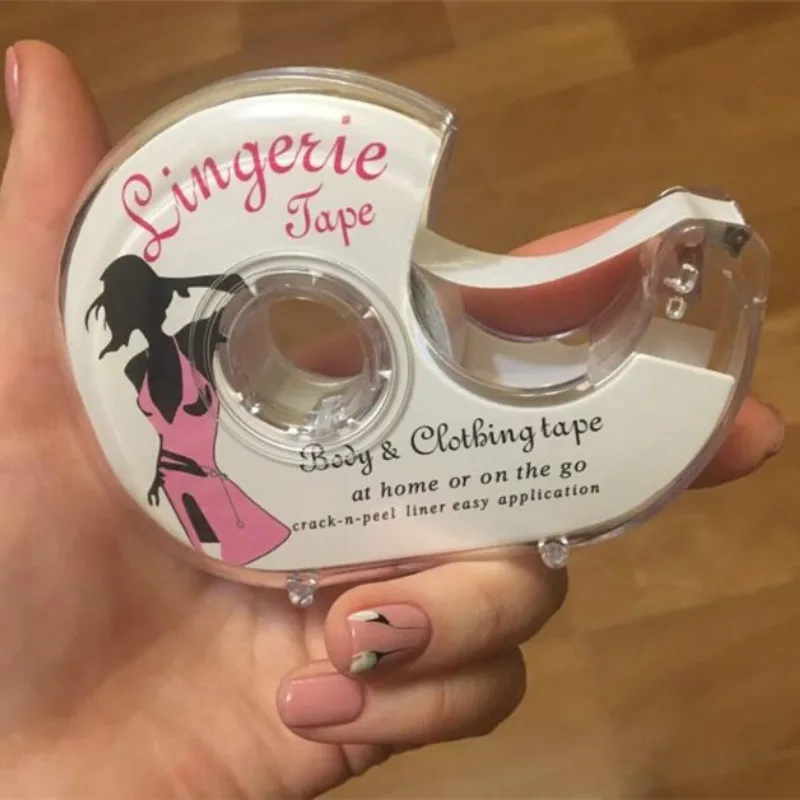 Lingerie
Tape
Body & Clothing tape
at home or on the go
crack-n-peel liner easy application